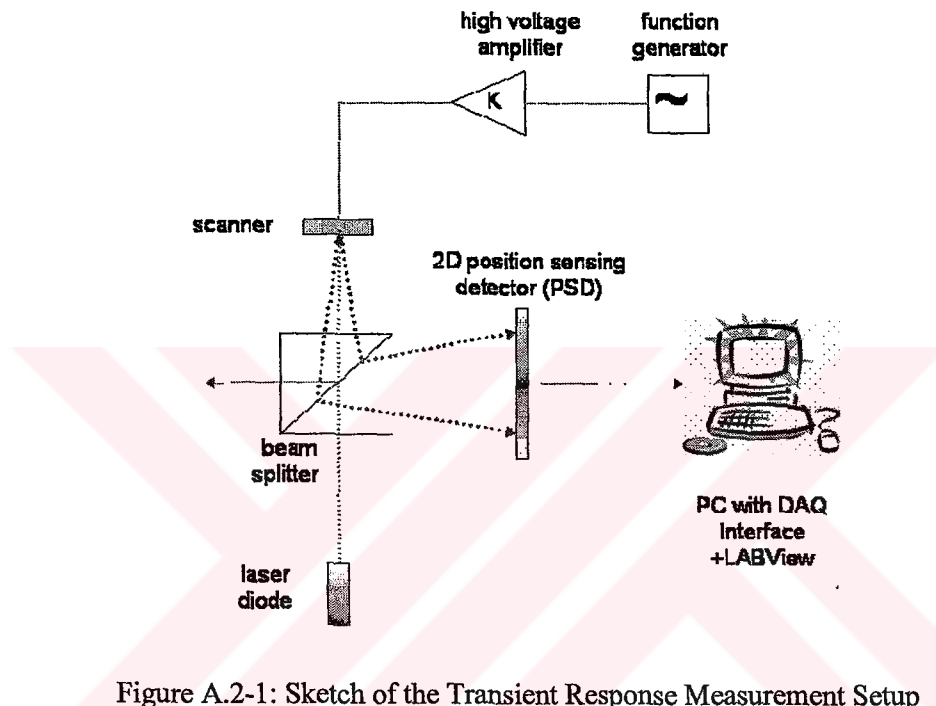 high voltage
amplifier
function
generator
K
~
scanner
2D position sensing
detector (PSD)
beam
splitter
PC with DAQ
Interface
+LABView
laser
diode
Figure A.2-1: Sketch of the Transient Response Measurement Setup